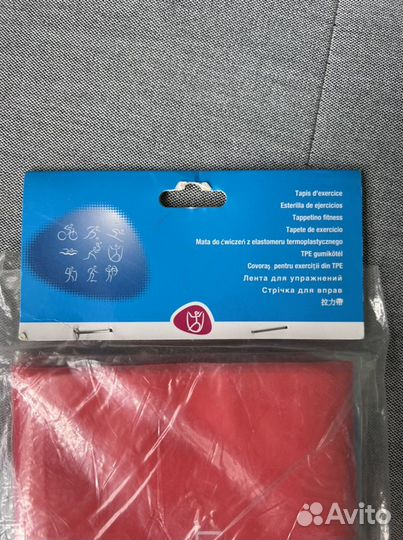 Tapis d'exercice
Esterilla de ejercicios
Tappetino fitness
Tapete de exercício
Mata do ćwiczeń z elastomeru termoplastycznego
TPE gumikötél
Covoraş pentru exerciţii din TPE
Лента для упражнений
Стрічка для вправ
拉力帶
Avito